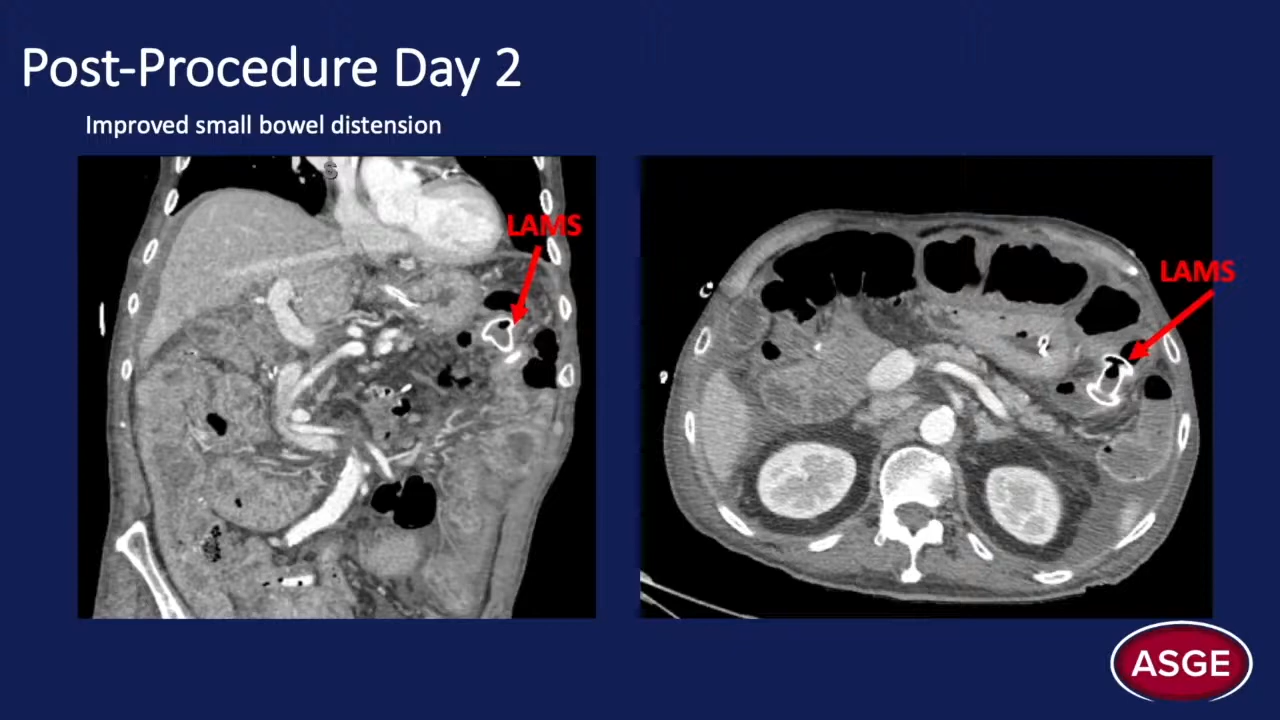 Post-Procedure Day 2
Improved small bowel distension
S
LAMS
LAMS
ASGE